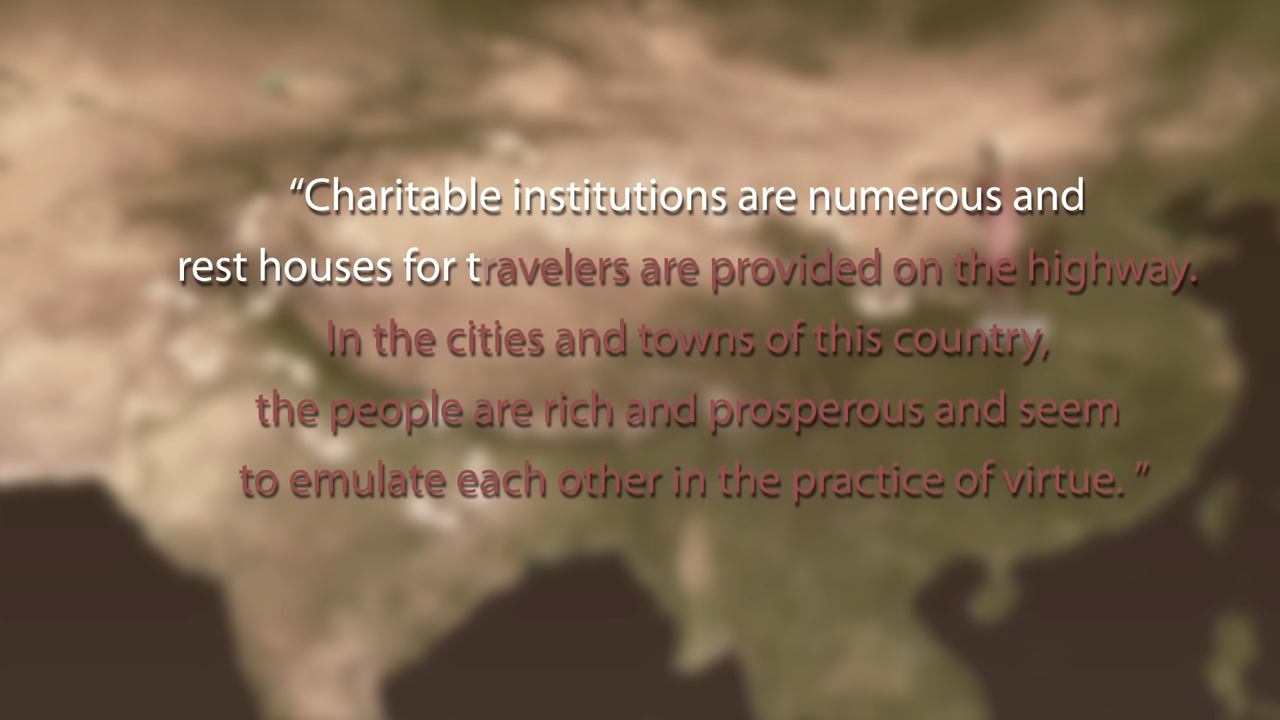 “Charitable institutions are numerous and
rest houses for travelers are provided on the highway.
In the cities and towns of this country,
the people are rich and prosperous and seem
to emulate each other in the practice of virtue. ”